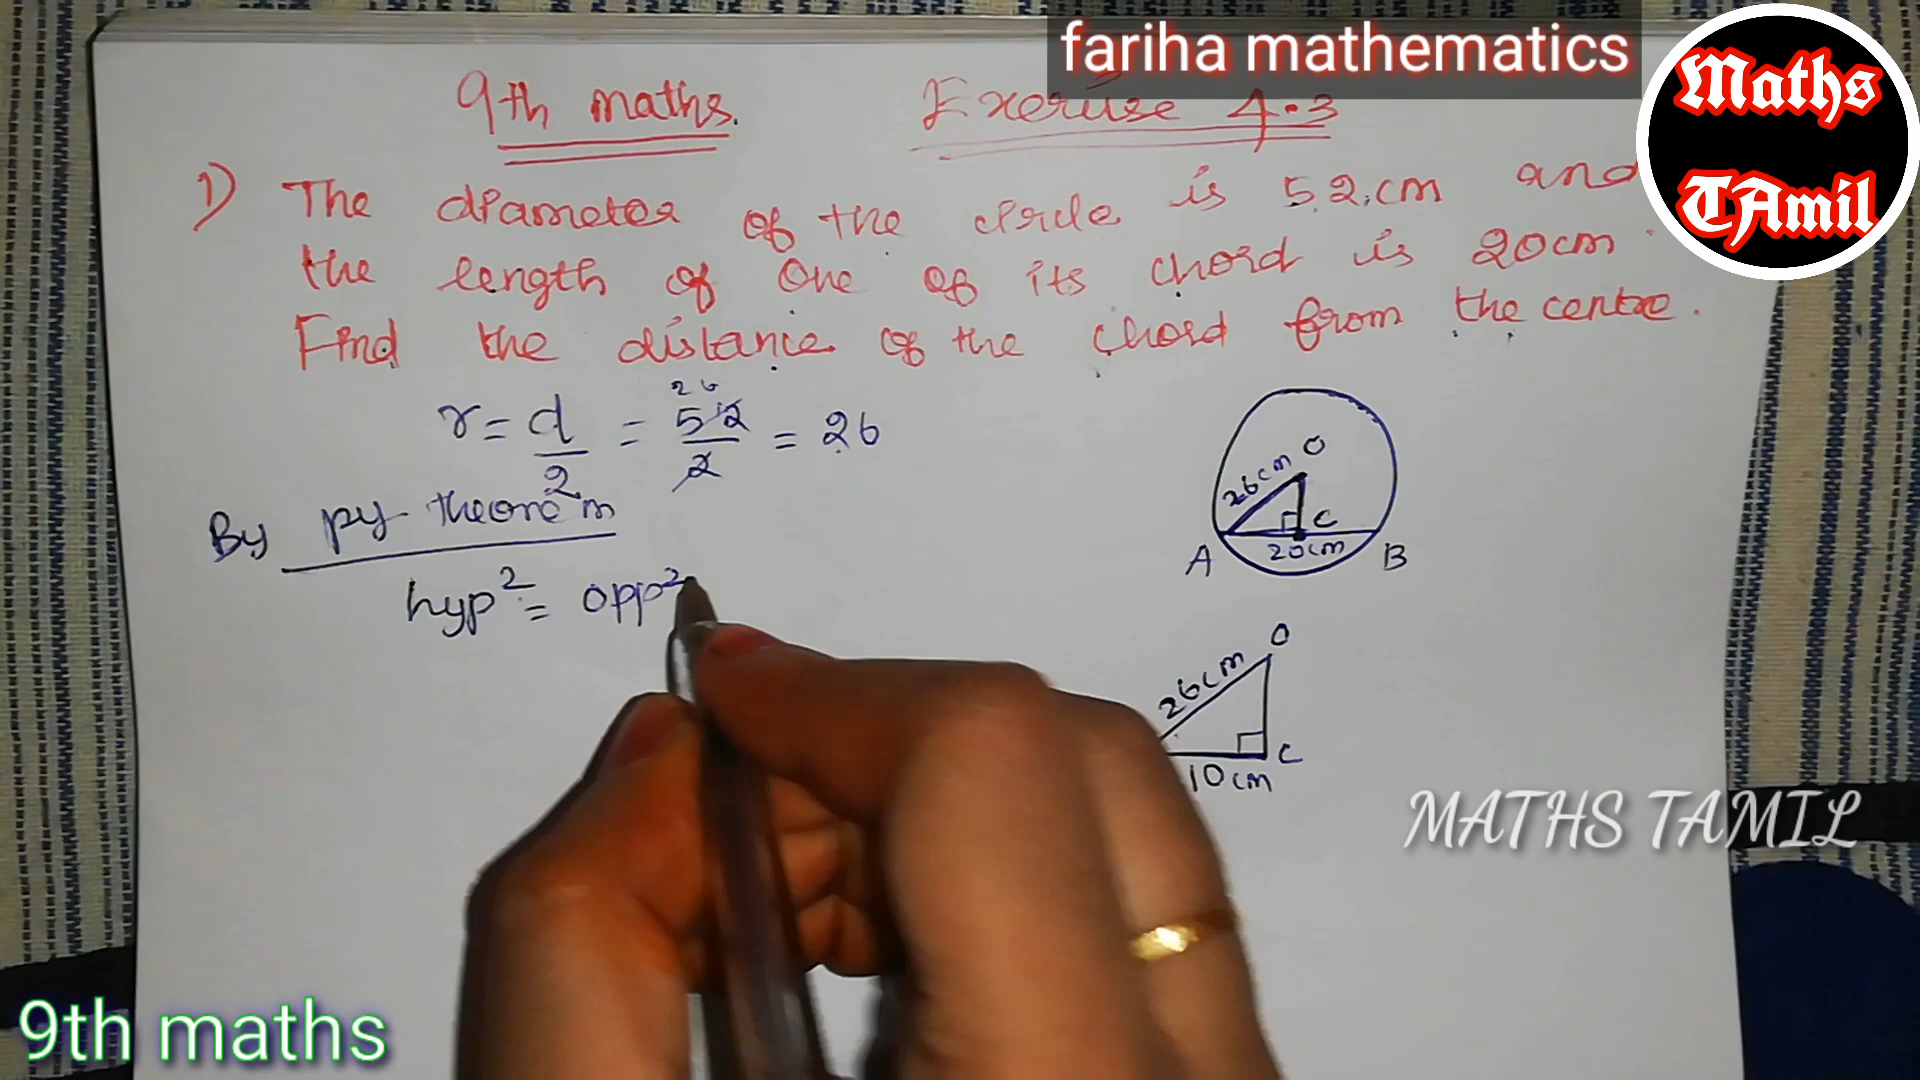 fariha mathematics
Maths
TAmil
9th maths. Exercise 4.3
1) The diameter of the circle is 52 cm and
the length of one of its chord is 20cm.
Find the distance of the chord from the centre.
r = d/2 = 52/2 = 26
26
By py theorem
hyp² = opp²
O
26cm
C
A 20cm B
O
26cm
C
10cm
MATHS TAMIL
9th maths